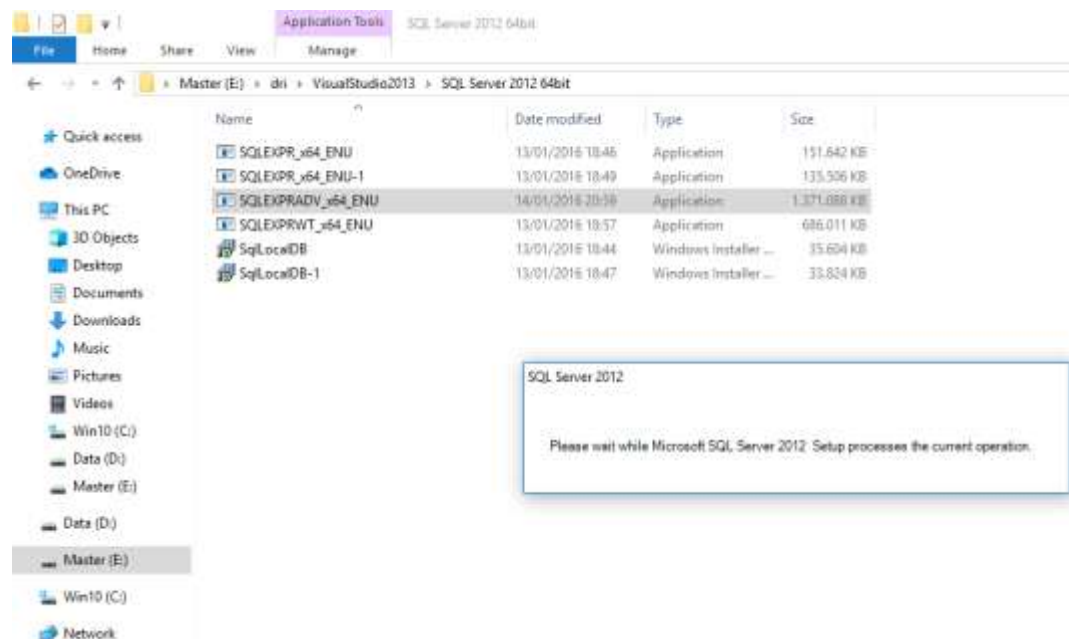 Application Tools SQL Server 2012 64bit
File Home Share View Manage
Master (E:) › dri › VisualStudio2013 › SQL Server 2012 64bit
Name Date modified Type Size
Quick access
OneDrive
This PC
3D Objects
Desktop
Documents
Downloads
Music
Pictures
Videos
Win10 (C:)
Data (D:)
Master (E:)
Data (D:)
Master (E:)
Win10 (C:)
Network
SQLEXPR_x64_ENU 13/01/2016 18:46 Application 151.642 KB
SQLEXPR_x64_ENU-1 13/01/2016 18:49 Application 135.506 KB
SQLEXPRADV_x64_ENU 14/01/2016 20:59 Application 1.371.088 KB
SQLEXPRWT_x64_ENU 13/01/2016 18:57 Application 686.011 KB
SqlLocalDB 13/01/2016 18:44 Windows Installer ... 35.604 KB
SqlLocalDB-1 13/01/2016 18:47 Windows Installer ... 33.824 KB
SQL Server 2012
Please wait while Microsoft SQL Server 2012 Setup processes the current operation.